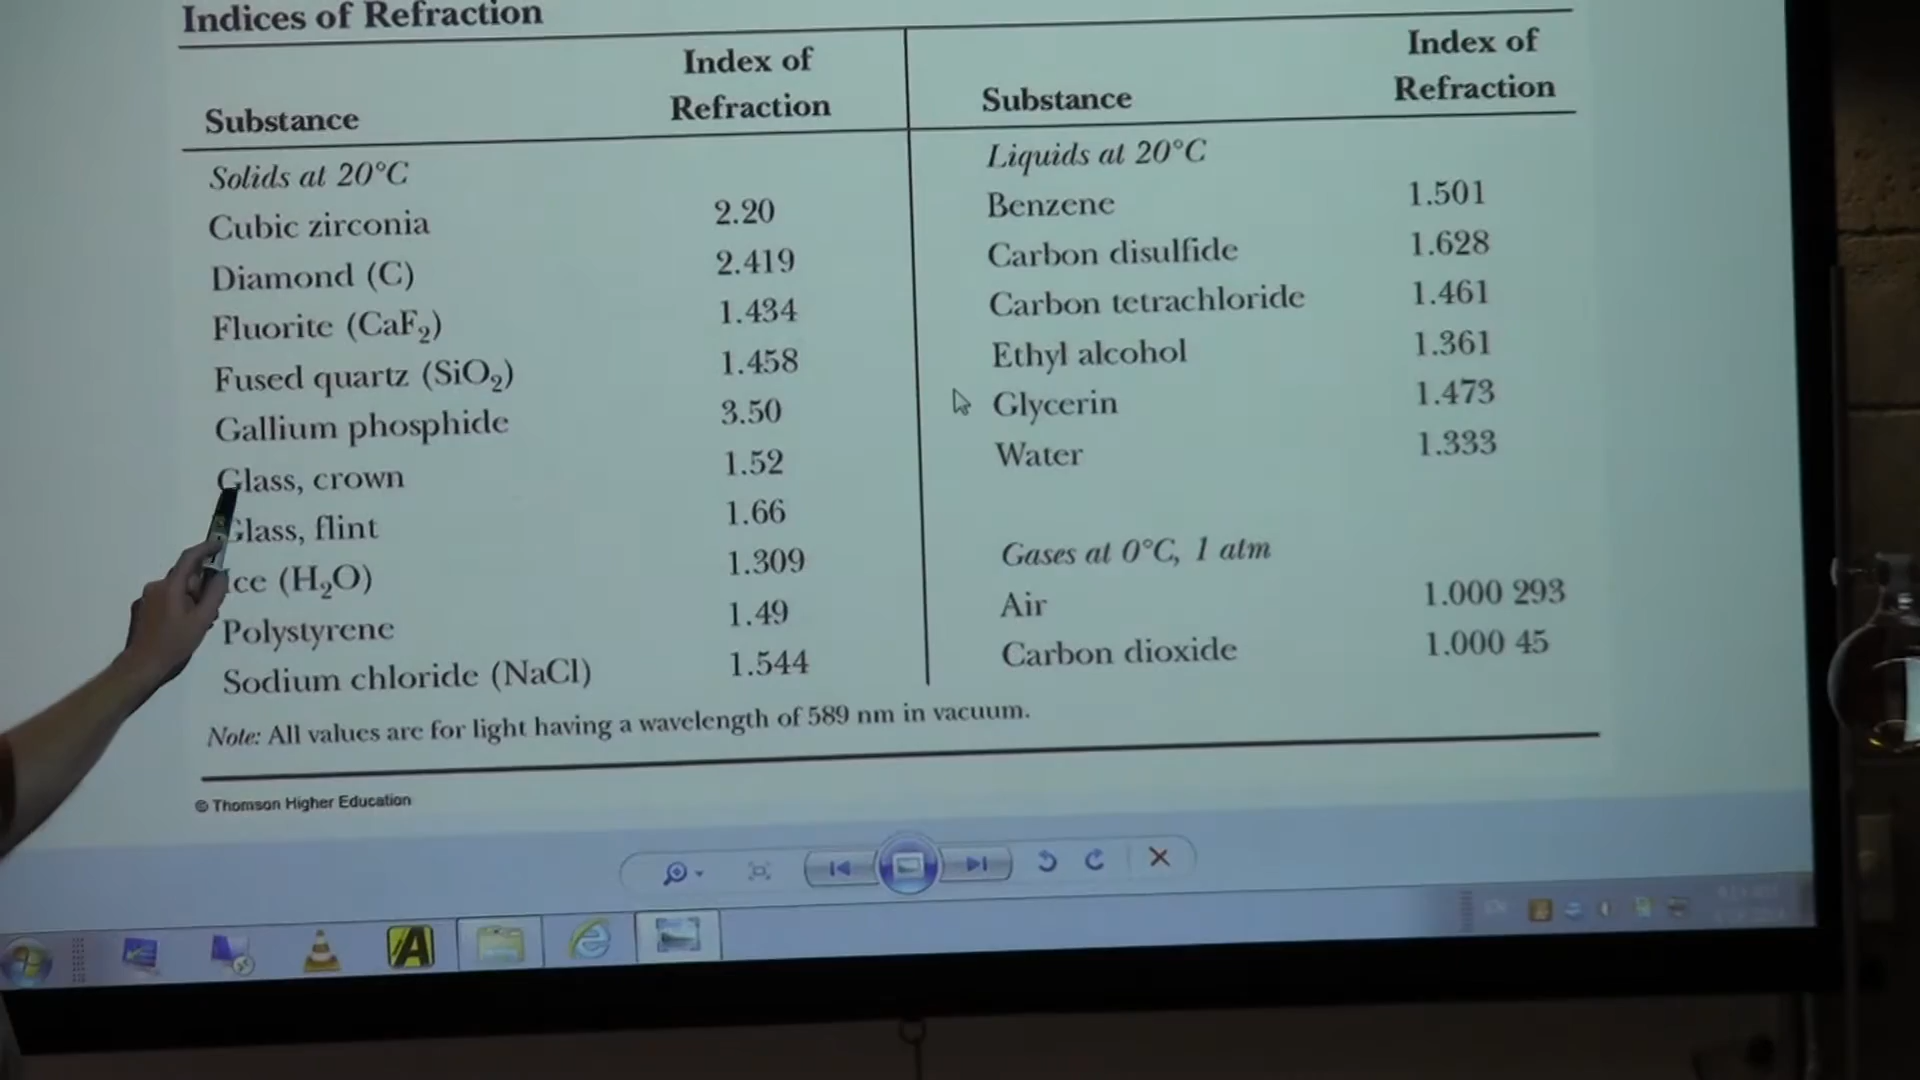 Indices of Refraction
Substance Index of Refraction
Solids at 20°C
Cubic zirconia 2.20
Diamond (C) 2.419
Fluorite (CaF₂) 1.434
Fused quartz (SiO₂) 1.458
Gallium phosphide 3.50
Glass, crown 1.52
Glass, flint 1.66
Ice (H₂O) 1.309
Polystyrene 1.49
Sodium chloride (NaCl) 1.544
Substance Index of Refraction
Liquids at 20°C
Benzene 1.501
Carbon disulfide 1.628
Carbon tetrachloride 1.461
Ethyl alcohol 1.361
Glycerin 1.473
Water 1.333
Gases at 0°C, 1 atm
Air 1.000 293
Carbon dioxide 1.000 45
Note: All values are for light having a wavelength of 589 nm in vacuum.
© Thomson Higher Education